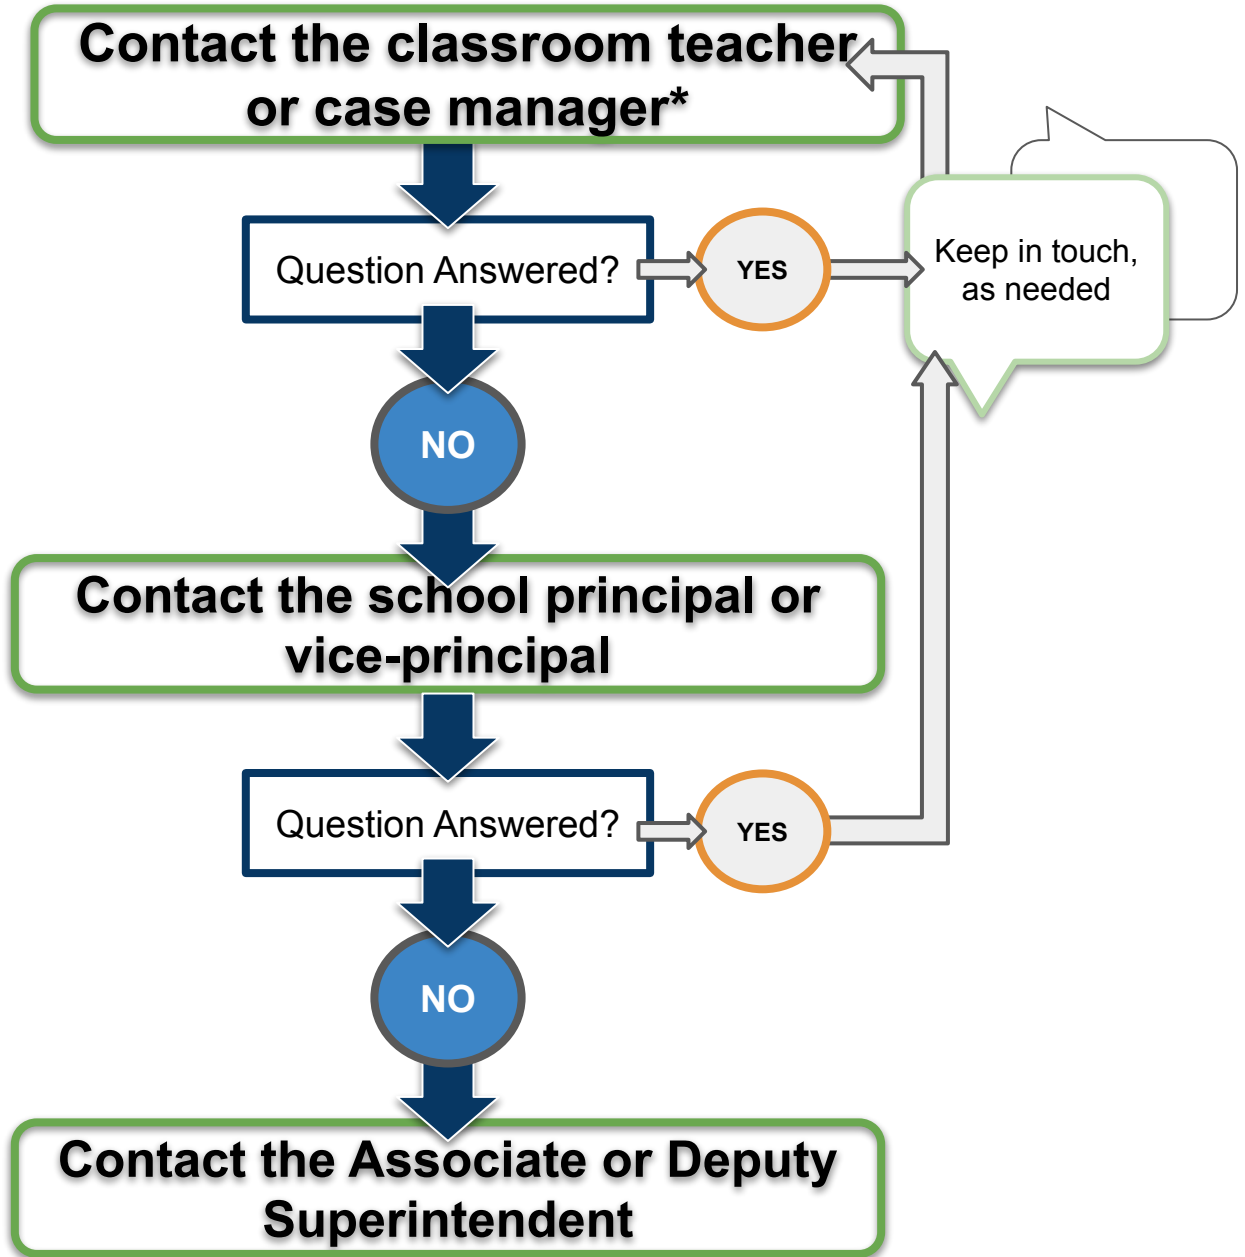 Contact the classroom teacher
or case manager*
Question Answered?
YES
Keep in touch,
as needed
NO
Contact the school principal or
vice-principal
Question Answered?
YES
NO
Contact the Associate or Deputy
Superintendent